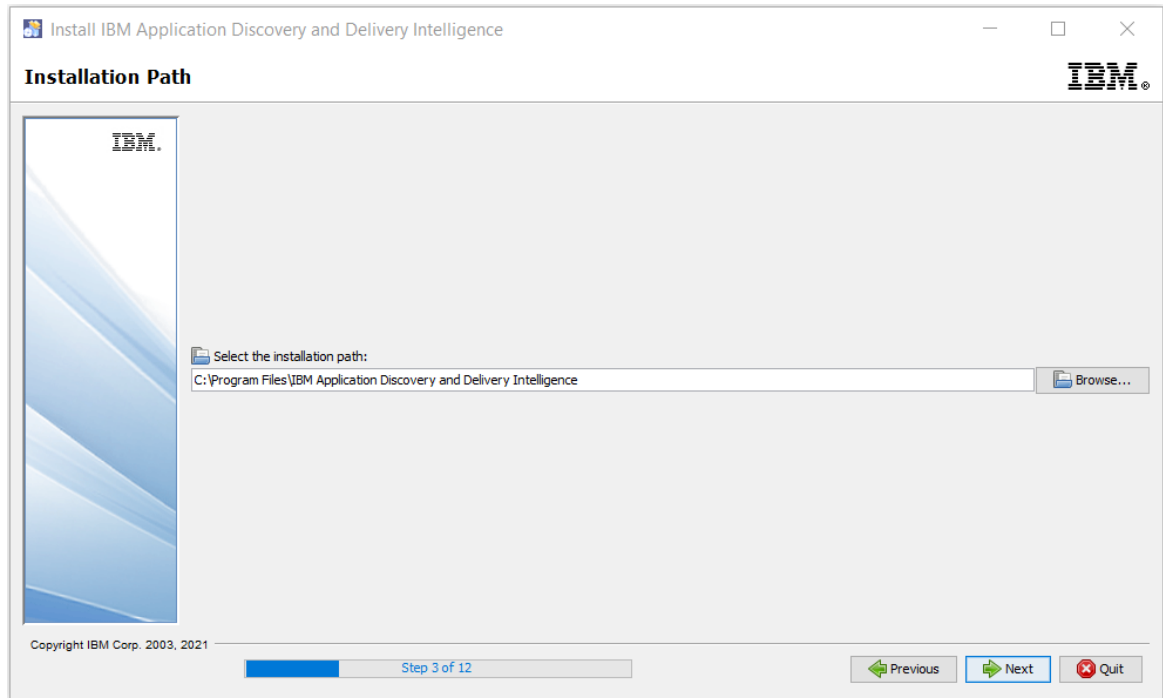 Install IBM Application Discovery and Delivery Intelligence
Installation Path
IBM®
IBM.
Select the installation path:
C:\Program Files\IBM Application Discovery and Delivery Intelligence
Browse...
Copyright IBM Corp. 2003, 2021
Step 3 of 12
Previous
Next
Quit